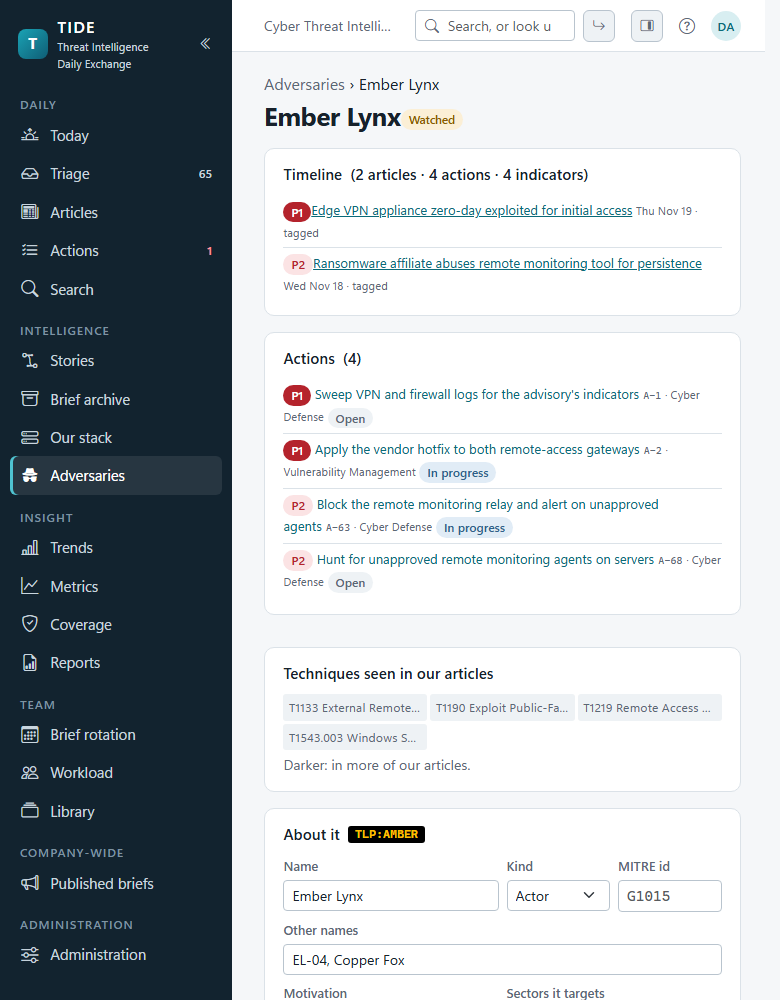 T
TIDE
Threat Intelligence
Daily Exchange
DAILY
Today
Triage 65
Articles
Actions 1
Search
INTELLIGENCE
Stories
Brief archive
Our stack
Adversaries
INSIGHT
Trends
Metrics
Coverage
Reports
TEAM
Brief rotation
Workload
Library
COMPANY-WIDE
Published briefs
ADMINISTRATION
Administration
Cyber Threat Intelli...
Search, or look u
DA
Adversaries › Ember Lynx
Ember Lynx Watched
Timeline (2 articles · 4 actions · 4 indicators)
P1 Edge VPN appliance zero-day exploited for initial access Thu Nov 19 ·
tagged
P2 Ransomware affiliate abuses remote monitoring tool for persistence
Wed Nov 18 · tagged
Actions (4)
P1 Sweep VPN and firewall logs for the advisory's indicators A-1 · Cyber
Defense Open
P1 Apply the vendor hotfix to both remote-access gateways A-2 ·
Vulnerability Management In progress
P2 Block the remote monitoring relay and alert on unapproved
agents A-63 · Cyber Defense In progress
P2 Hunt for unapproved remote monitoring agents on servers A-68 · Cyber
Defense Open
Techniques seen in our articles
T1133 External Remote... T1190 Exploit Public-Fa... T1219 Remote Access ...
T1543.003 Windows S...
Darker: in more of our articles.
About it TLP:AMBER
Name Kind MITRE id
Ember Lynx Actor G1015
Other names
EL-04, Copper Fox
Motivation Sectors it targets